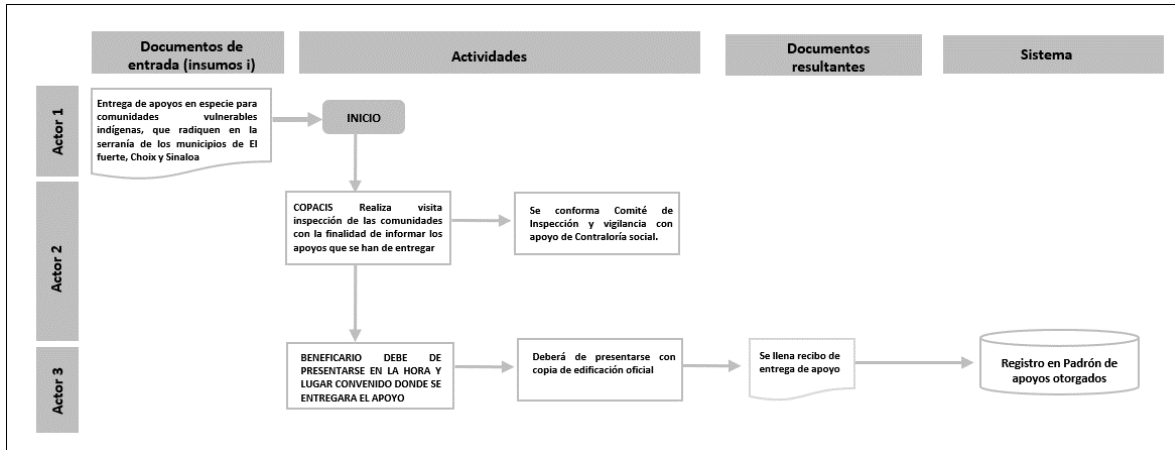 Documentos de
entrada (insumos i)
Actividades
Documentos
resultantes
Sistema
Actor 1
Entrega de apoyos en especie para
comunidades vulnerables
indígenas, que radiquen en la
serranía de los municipios de El
fuerte, Choix y Sinaloa
INICIO
Actor 2
COPACIS Realiza visita
inspección de las comunidades
con la finalidad de informar los
apoyos que se han de entregar
Se conforma Comité de
Inspección y vigilancia con
apoyo de Contraloría social.
Actor 3
BENEFICARIO DEBE DE
PRESENTARSE EN LA HORA Y
LUGAR CONVENIDO DONDE SE
ENTREGARA EL APOYO
Deberá de presentarse con
copia de edificación oficial
Se llena recibo de
entrega de apoyo
Registro en Padrón de
apoyos otorgados